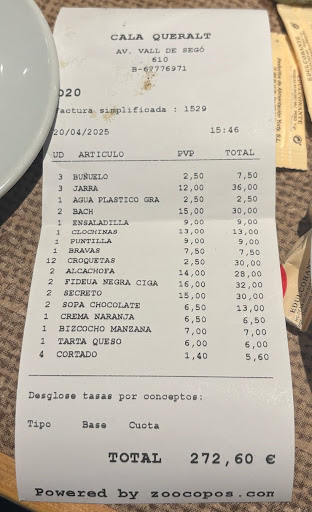 CALA QUERALT
AV. VALL DE SEGÓ
610
B-67776971
020
factura simplificada : 1529
20/04/2025 15:46
UD ARTICULO PVP TOTAL
3 BUÑUELO 2,50 7,50
3 JARRA 12,00 36,00
1 AGUA PLASTICO GRA 2,50 2,50
2 BACH 15,00 30,00
1 ENSALADILLA 9,00 9,00
1 CLOCHINAS 13,00 13,00
1 PUNTILLA 9,00 9,00
1 BRAVAS 7,50 7,50
12 CROQUETAS 2,50 30,00
2 ALCACHOFA 14,00 28,00
2 FIDEUA NEGRA CIGA 16,00 32,00
2 SECRETO 15,00 30,00
2 SOPA CHOCOLATE 6,50 13,00
1 CREMA NARANJA 6,50 6,50
1 BIZCOCHO MANZANA 7,00 7,00
1 TARTA QUESO 6,00 6,00
4 CORTADO 1,40 5,60
Desglose tasas por conceptos:
Tipo Base Cuota
TOTAL 272,60 €
Powered by zoocopos.com